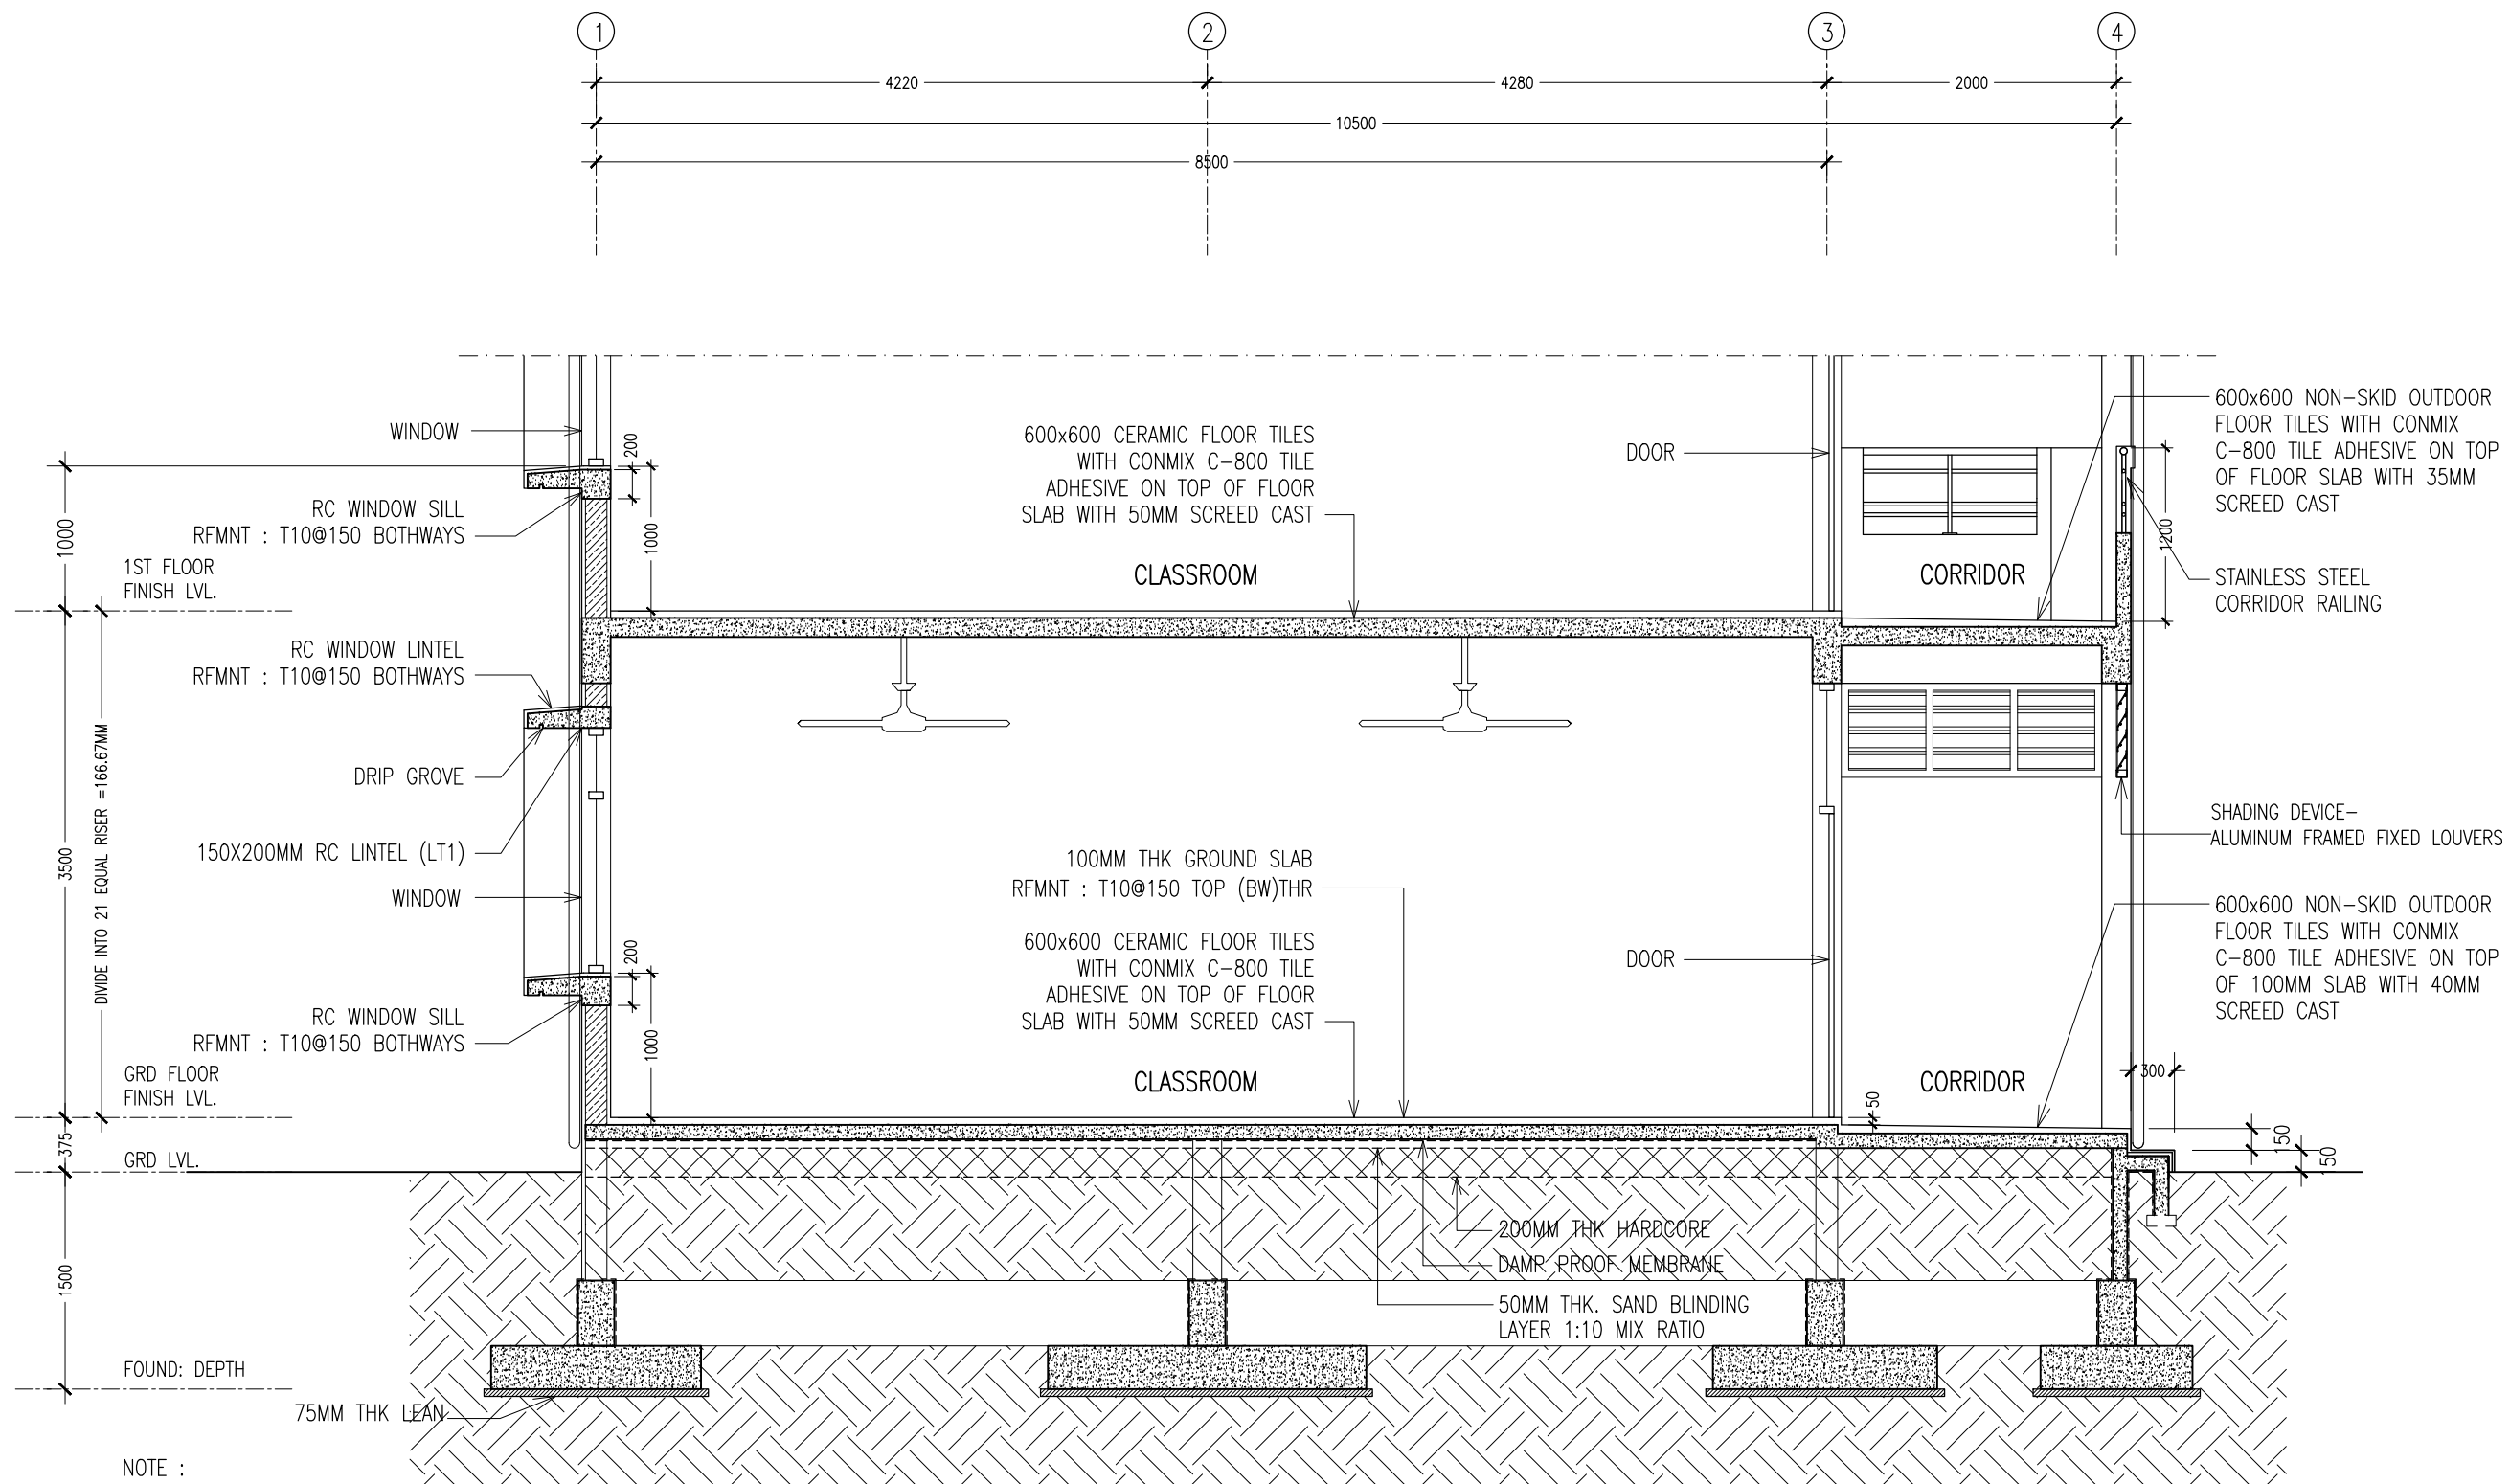 1
2
3
4
4220
4280
2000
10500
8500
600x600 NON-SKID OUTDOOR
FLOOR TILES WITH CONMIX
C-800 TILE ADHESIVE ON TOP
OF FLOOR SLAB WITH 35MM
SCREED CAST
WINDOW
200
600x600 CERAMIC FLOOR TILES
WITH CONMIX C-800 TILE
ADHESIVE ON TOP OF FLOOR
SLAB WITH 50MM SCREED CAST
DOOR
RC WINDOW SILL
RFMNT : T10@150 BOTHWAYS
1000
1000
1200
1ST FLOOR
FINISH LVL.
CLASSROOM
CORRIDOR
STAINLESS STEEL
CORRIDOR RAILING
RC WINDOW LINTEL
RFMNT : T10@150 BOTHWAYS
DRIP GROVE
150X200MM RC LINTEL (LT1)
3500
DIVIDE INTO 21 EQUAL RISER =166.67MM
SHADING DEVICE-
ALUMINUM FRAMED FIXED LOUVERS
100MM THK GROUND SLAB
RFMNT : T10@150 TOP (BW)THR
WINDOW
600x600 NON-SKID OUTDOOR
FLOOR TILES WITH CONMIX
C-800 TILE ADHESIVE ON TOP
OF 100MM SLAB WITH 40MM
SCREED CAST
200
600x600 CERAMIC FLOOR TILES
WITH CONMIX C-800 TILE
ADHESIVE ON TOP OF FLOOR
SLAB WITH 50MM SCREED CAST
DOOR
RC WINDOW SILL
RFMNT : T10@150 BOTHWAYS
1000
GRD FLOOR
FINISH LVL.
CLASSROOM
CORRIDOR
300
50
375
GRD LVL.
150
150
200MM THK HARDCORE
DAMP PROOF MEMBRANE
1500
50MM THK. SAND BLINDING
LAYER 1:10 MIX RATIO
FOUND: DEPTH
75MM THK LEAN
NOTE :